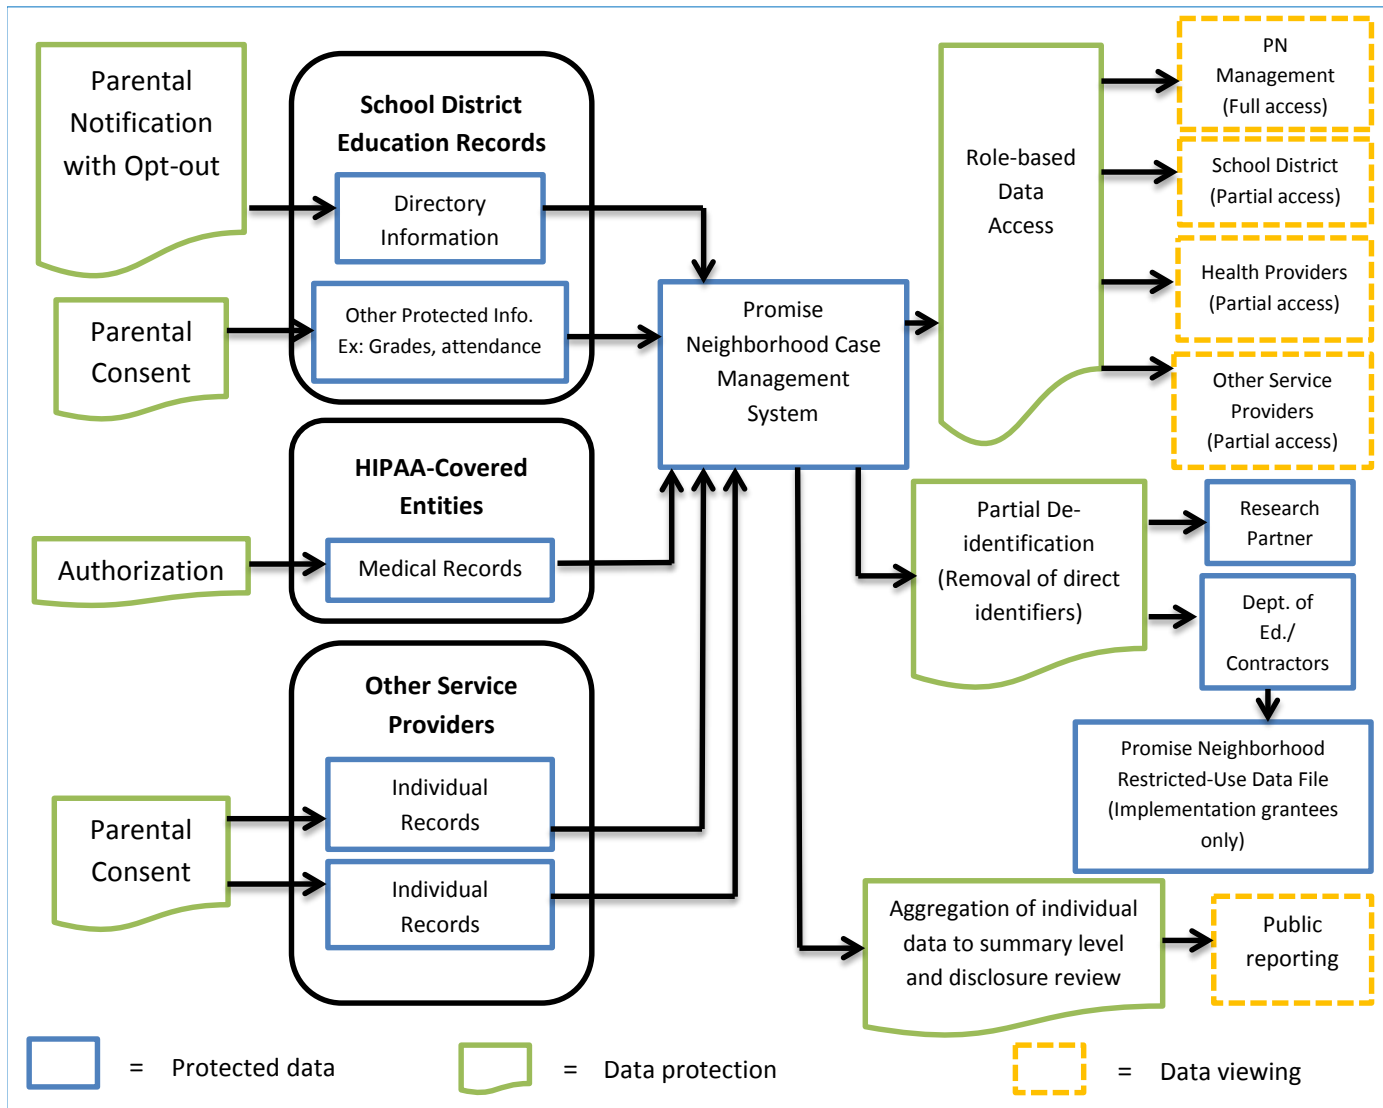 Parental
Notification
with Opt-out
School District
Education Records
Directory
Information
Parental
Consent
Other Protected Info.
Ex: Grades, attendance
HIPAA-Covered
Entities
Authorization
Medical Records
Other Service
Providers
Parental
Consent
Individual
Records
Individual
Records
Promise
Neighborhood Case
Management
System
Role-based
Data
Access
PN
Management
(Full access)
School District
(Partial access)
Health Providers
(Partial access)
Other Service
Providers
(Partial access)
Partial De-
identification
(Removal of direct
identifiers)
Research
Partner
Dept. of
Ed./
Contractors
Promise Neighborhood
Restricted-Use Data File
(Implementation grantees
only)
Aggregation of individual
data to summary level
and disclosure review
Public
reporting
= Protected data
= Data protection
= Data viewing